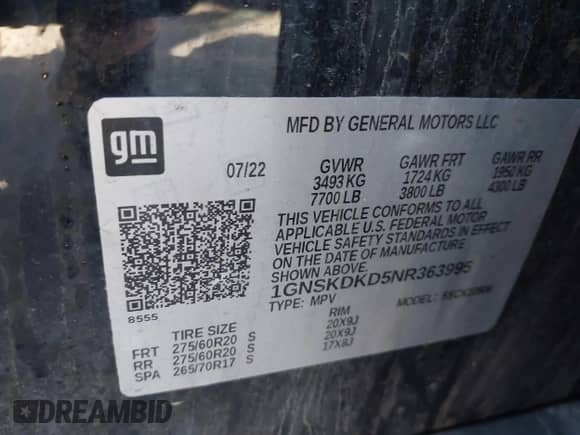 gm
MFD BY GENERAL MOTORS LLC
07/22 GVWR GAWR FRT GAWR RR
3493 KG 1724 KG 1950 KG
7700 LB 3800 LB 4300 LB
THIS VEHICLE CONFORMS TO ALL
APPLICABLE U.S. FEDERAL MOTOR
VEHICLE SAFETY STANDARDS IN EFFECT
ON THE DATE OF MANUFACTURE
SHOWN ABOVE.
1GNSKDKD5NR363995
TYPE: MPV MODEL:
8555
TIRE SIZE RIM
FRT 275/60R20 S 20X9J
RR 275/60R20 S 20X9J
SPA 265/70R17 S 17X8J
DREAMBID